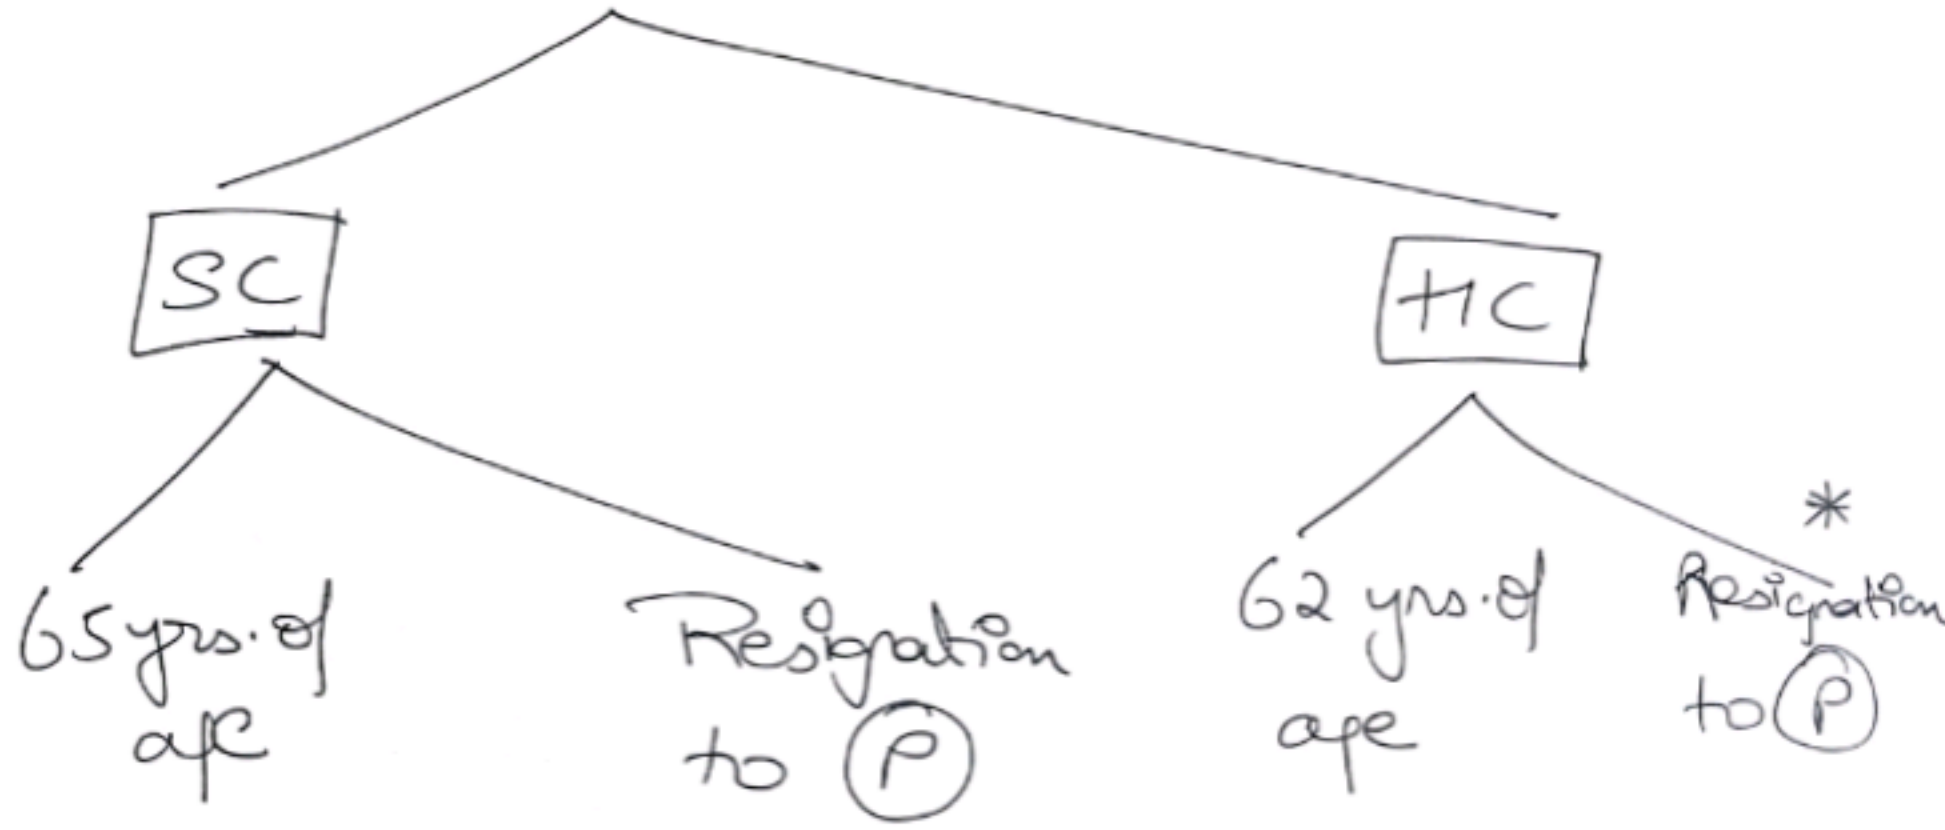 SC
HC
65 yrs. of
age
Resignation
to P
62 yrs. of
age
*
Resignation
to P